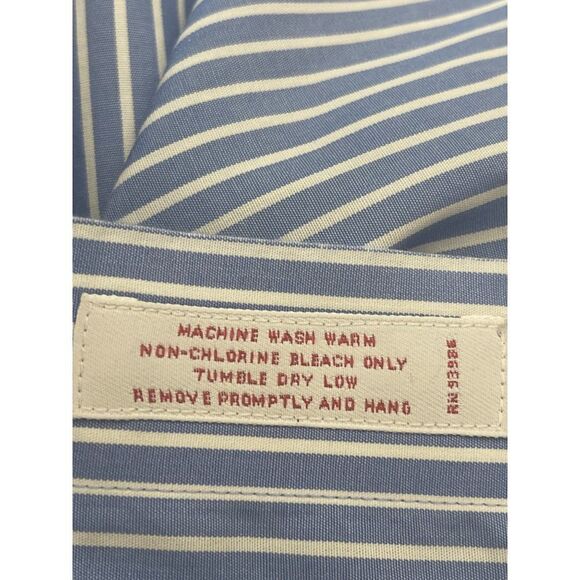 MACHINE WASH WARM
NON-CHLORINE BLEACH ONLY
TUMBLE DRY LOW
REMOVE PROMPTLY AND HANG
RN 93986